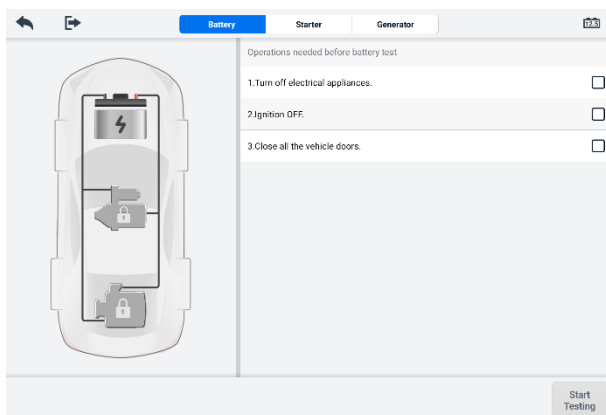 Battery
Starter
Generator
12.5
Operations needed before battery test
1.Turn off electrical appliances.
2.Ignition OFF.
3.Close all the vehicle doors.
Start
Testing